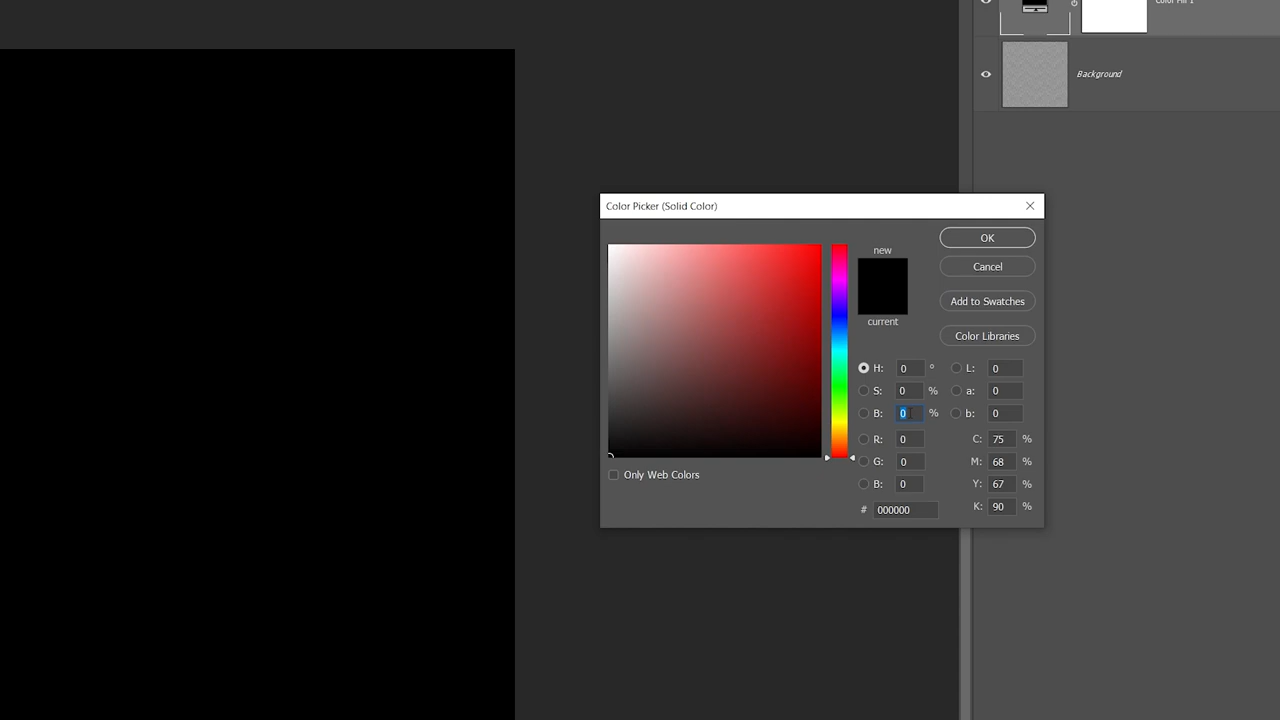 Color Fill 1
Background
Color Picker (Solid Color)
OK
new
Cancel
Add to Swatches
current
Color Libraries
H: 0 ° L: 0
S: 0 % a: 0
B: 0 % b: 0
R: 0 C: 75 %
G: 0 M: 68 %
Only Web Colors
B: 0 Y: 67 %
# 000000 K: 90 %